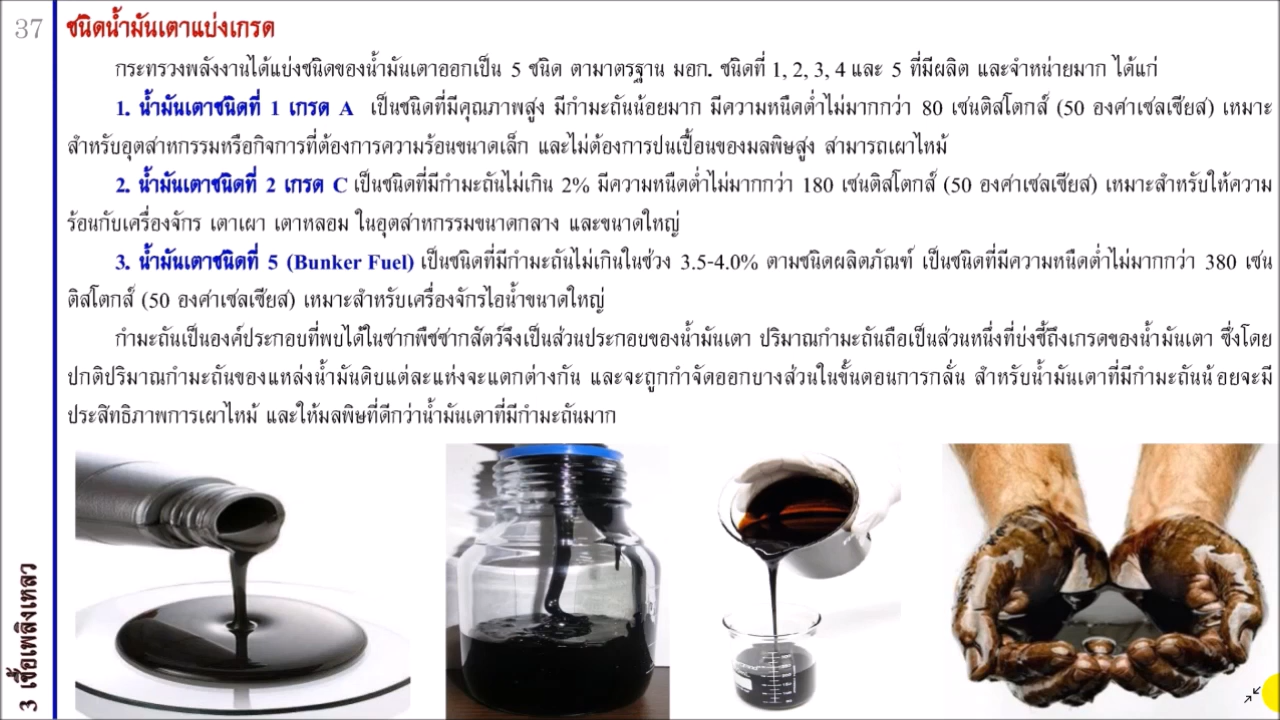 37
ชนิดน้ำมันเตาแบ่งเกรด
กระทรวงพลังงานได้แบ่งชนิดของน้ำมันเตาออกเป็น 5 ชนิด ตามาตรฐาน มอก. ชนิดที่ 1, 2, 3, 4 และ 5 ที่มีผลิต และจำหน่ายมาก ได้แก่
1. น้ำมันเตาชนิดที่ 1 เกรด A เป็นชนิดที่มีคุณภาพสูง มีกำมะถันน้อยมาก มีความหนืดต่ำไม่มากกว่า 80 เซ่นติสโตกส์ (50 องศาเซลเซียส) เหมาะ
สำหรับอุตสาหกรรมหรือกิจการที่ต้องการความร้อนขนาดเล็ก และไม่ต้องการปนเปื้อนของมลพิษสูง สามารถเผาไหม้
2. น้ำมันเตาชนิดที่ 2 เกรด C เป็นชนิดที่มีกำมะถันไม่เกิน 2% มีความหนืดต่ำไม่มากกว่า 180 เซ่นติสโตกส์ (50 องศาเซลเซียส) เหมาะสำหรับให้ความ
ร้อนกับเครื่องจักร เตาเผา เตาหลอม ในอุตสาหกรรมขนาดกลาง และขนาดใหญ่
3. น้ำมันเตาชนิดที่ 5 (Bunker Fuel) เป็นชนิดที่มีกำมะถันไม่เกินในช่วง 3.5-4.0% ตามชนิดผลิตภัณฑ์ เป็นชนิดที่มีความหนืดต่ำไม่มากกว่า 380 เซ่น
ติสโตกส์ (50 องศาเซลเซียส) เหมาะสำหรับเครื่องจักรไอน้ำขนาดใหญ่
กำมะถันเป็นองค์ประกอบที่พบได้ในซากพืชซากสัตว์จึงเป็นส่วนประกอบของน้ำมันเตา ปริมาณกำมะถันถือเป็นส่วนหนึ่งที่บ่งชี้ถึงเกรดของน้ำมันเตา ซึ่งโดย
ปกติปริมาณกำมะถันของแหล่งน้ำมันดิบแต่ละแห่งจะแตกต่างกัน และจะถูกกำจัดออกบางส่วนในขั้นตอนการกลั่น สำหรับน้ำมันเตาที่มีกำมะถันน้อยจะมี
ประสิทธิภาพการเผาไหม้ และให้มลพิษที่ดีกว่าน้ำมันเตาที่มีกำมะถันมาก
3 เชื้อเพลิงเหลว